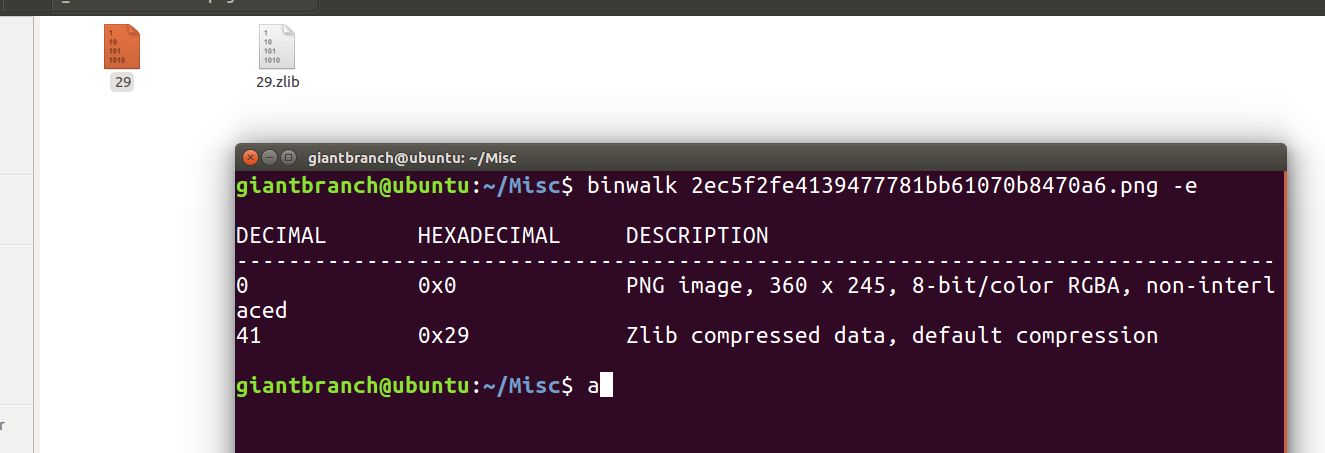 1
10
101
1010
1
10
101
1010
29
29.zlib
giantbranch@ubuntu: ~/Misc
giantbranch@ubuntu:~/Misc$ binwalk 2ec5f2fe4139477781bb61070b8470a6.png -e
DECIMAL HEXADECIMAL DESCRIPTION
--------------------------------------------------------------------------------
0 0x0 PNG image, 360 x 245, 8-bit/color RGBA, non-interl
aced
41 0x29 Zlib compressed data, default compression
giantbranch@ubuntu:~/Misc$ a
r